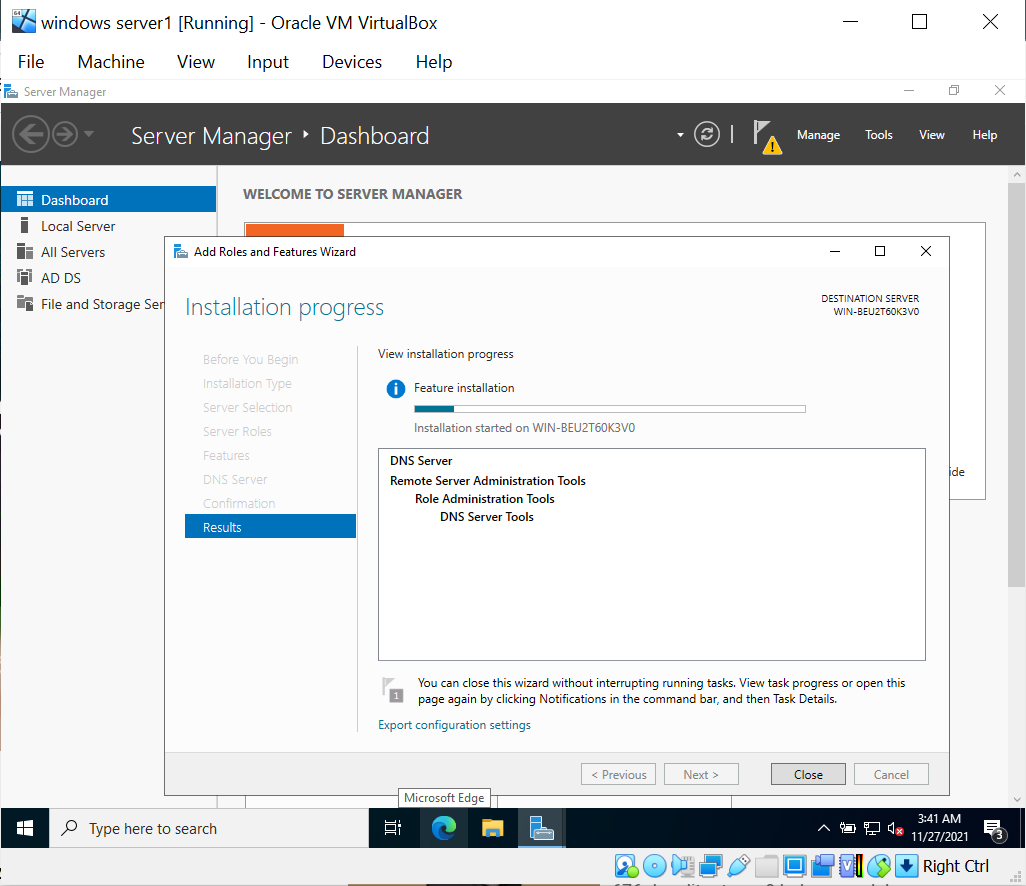 windows server1 [Running] - Oracle VM VirtualBox
File Machine View Input Devices Help
Server Manager
Server Manager Dashboard
Manage Tools View Help
Dashboard
Local Server
All Servers
AD DS
File and Storage Ser
WELCOME TO SERVER MANAGER
Add Roles and Features Wizard
Installation progress
DESTINATION SERVER
WIN-BEU2T60K3V0
Before You Begin
Installation Type
Server Selection
Server Roles
Features
DNS Server
Confirmation
Results
View installation progress
Feature installation
Installation started on WIN-BEU2T60K3V0
DNS Server
Remote Server Administration Tools
Role Administration Tools
DNS Server Tools
ide
1
You can close this wizard without interrupting running tasks. View task progress or open this
page again by clicking Notifications in the command bar, and then Task Details.
Export configuration settings
< Previous Next > Close Cancel
Microsoft Edge
Type here to search
3:41 AM
11/27/2021
3
Right Ctrl